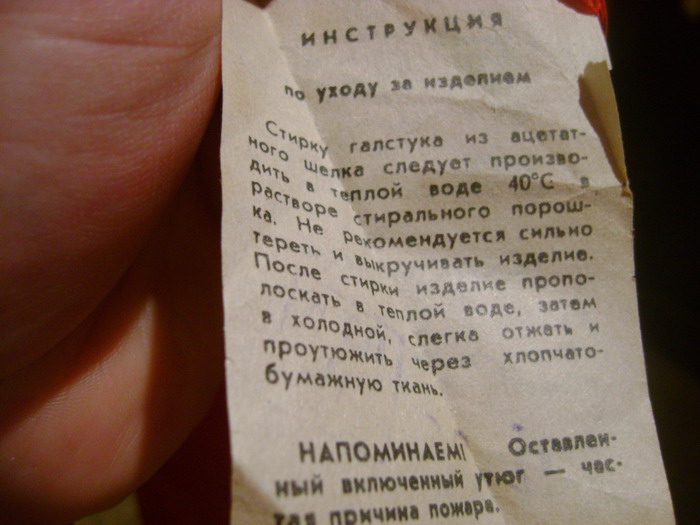 ИНСТРУКЦИЯ
по уходу за изделием
Стирку галстука из ацетат-
ного шелка следует произво-
дить в теплой воде 40°С в
растворе стирального порош-
ка. Не рекомендуется сильно
тереть и выкручивать изделие.
После стирки изделие пропо-
лоскать в теплой воде, затем
в холодной, слегка отжать и
проутюжить через хлопчато-
бумажную ткань.
НАПОМИНАЕМ! Оставлен-
ный включенный утюг — час-
тая причина пожара.